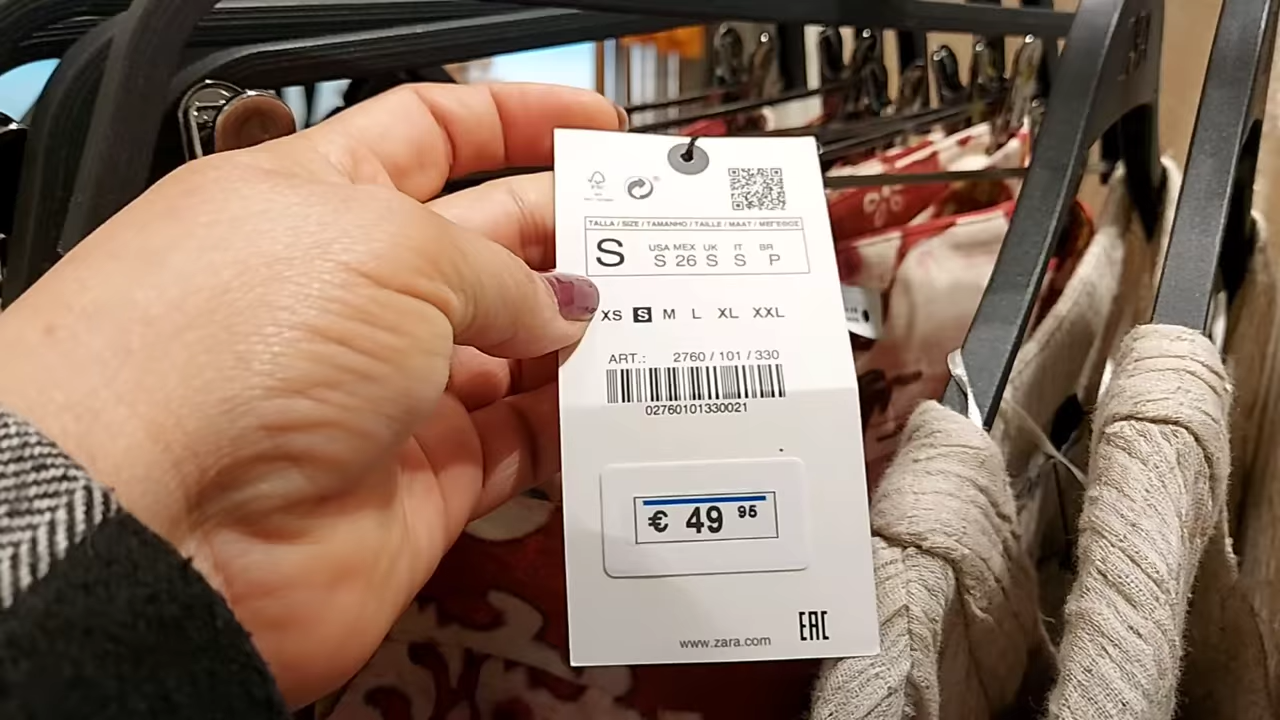 TALLA / SIZE / TAMANHO / TAILLE / MAAT / ΜΕΓΕΘΟΣ
S
USA MEX UK IT BR
S 26 S S P
XS S M L XL XXL
ART.: 2760 / 101 / 330
02760101330021
€ 49 95
www.zara.com
EAC